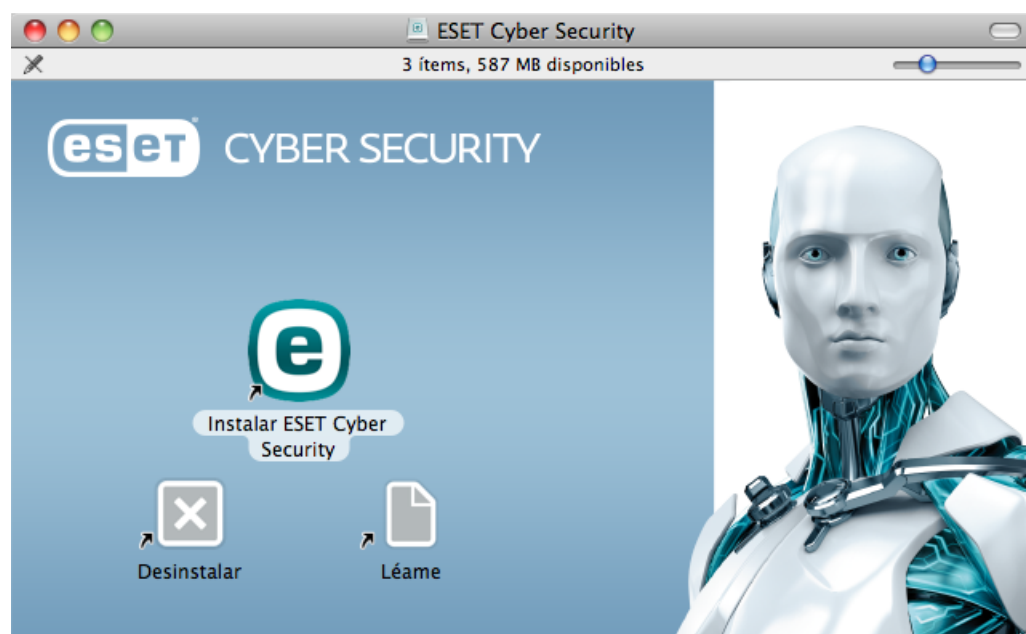 ESET Cyber Security
3 ítems, 587 MB disponibles
eset CYBER SECURITY
e
Instalar ESET Cyber
Security
Desinstalar
Léame